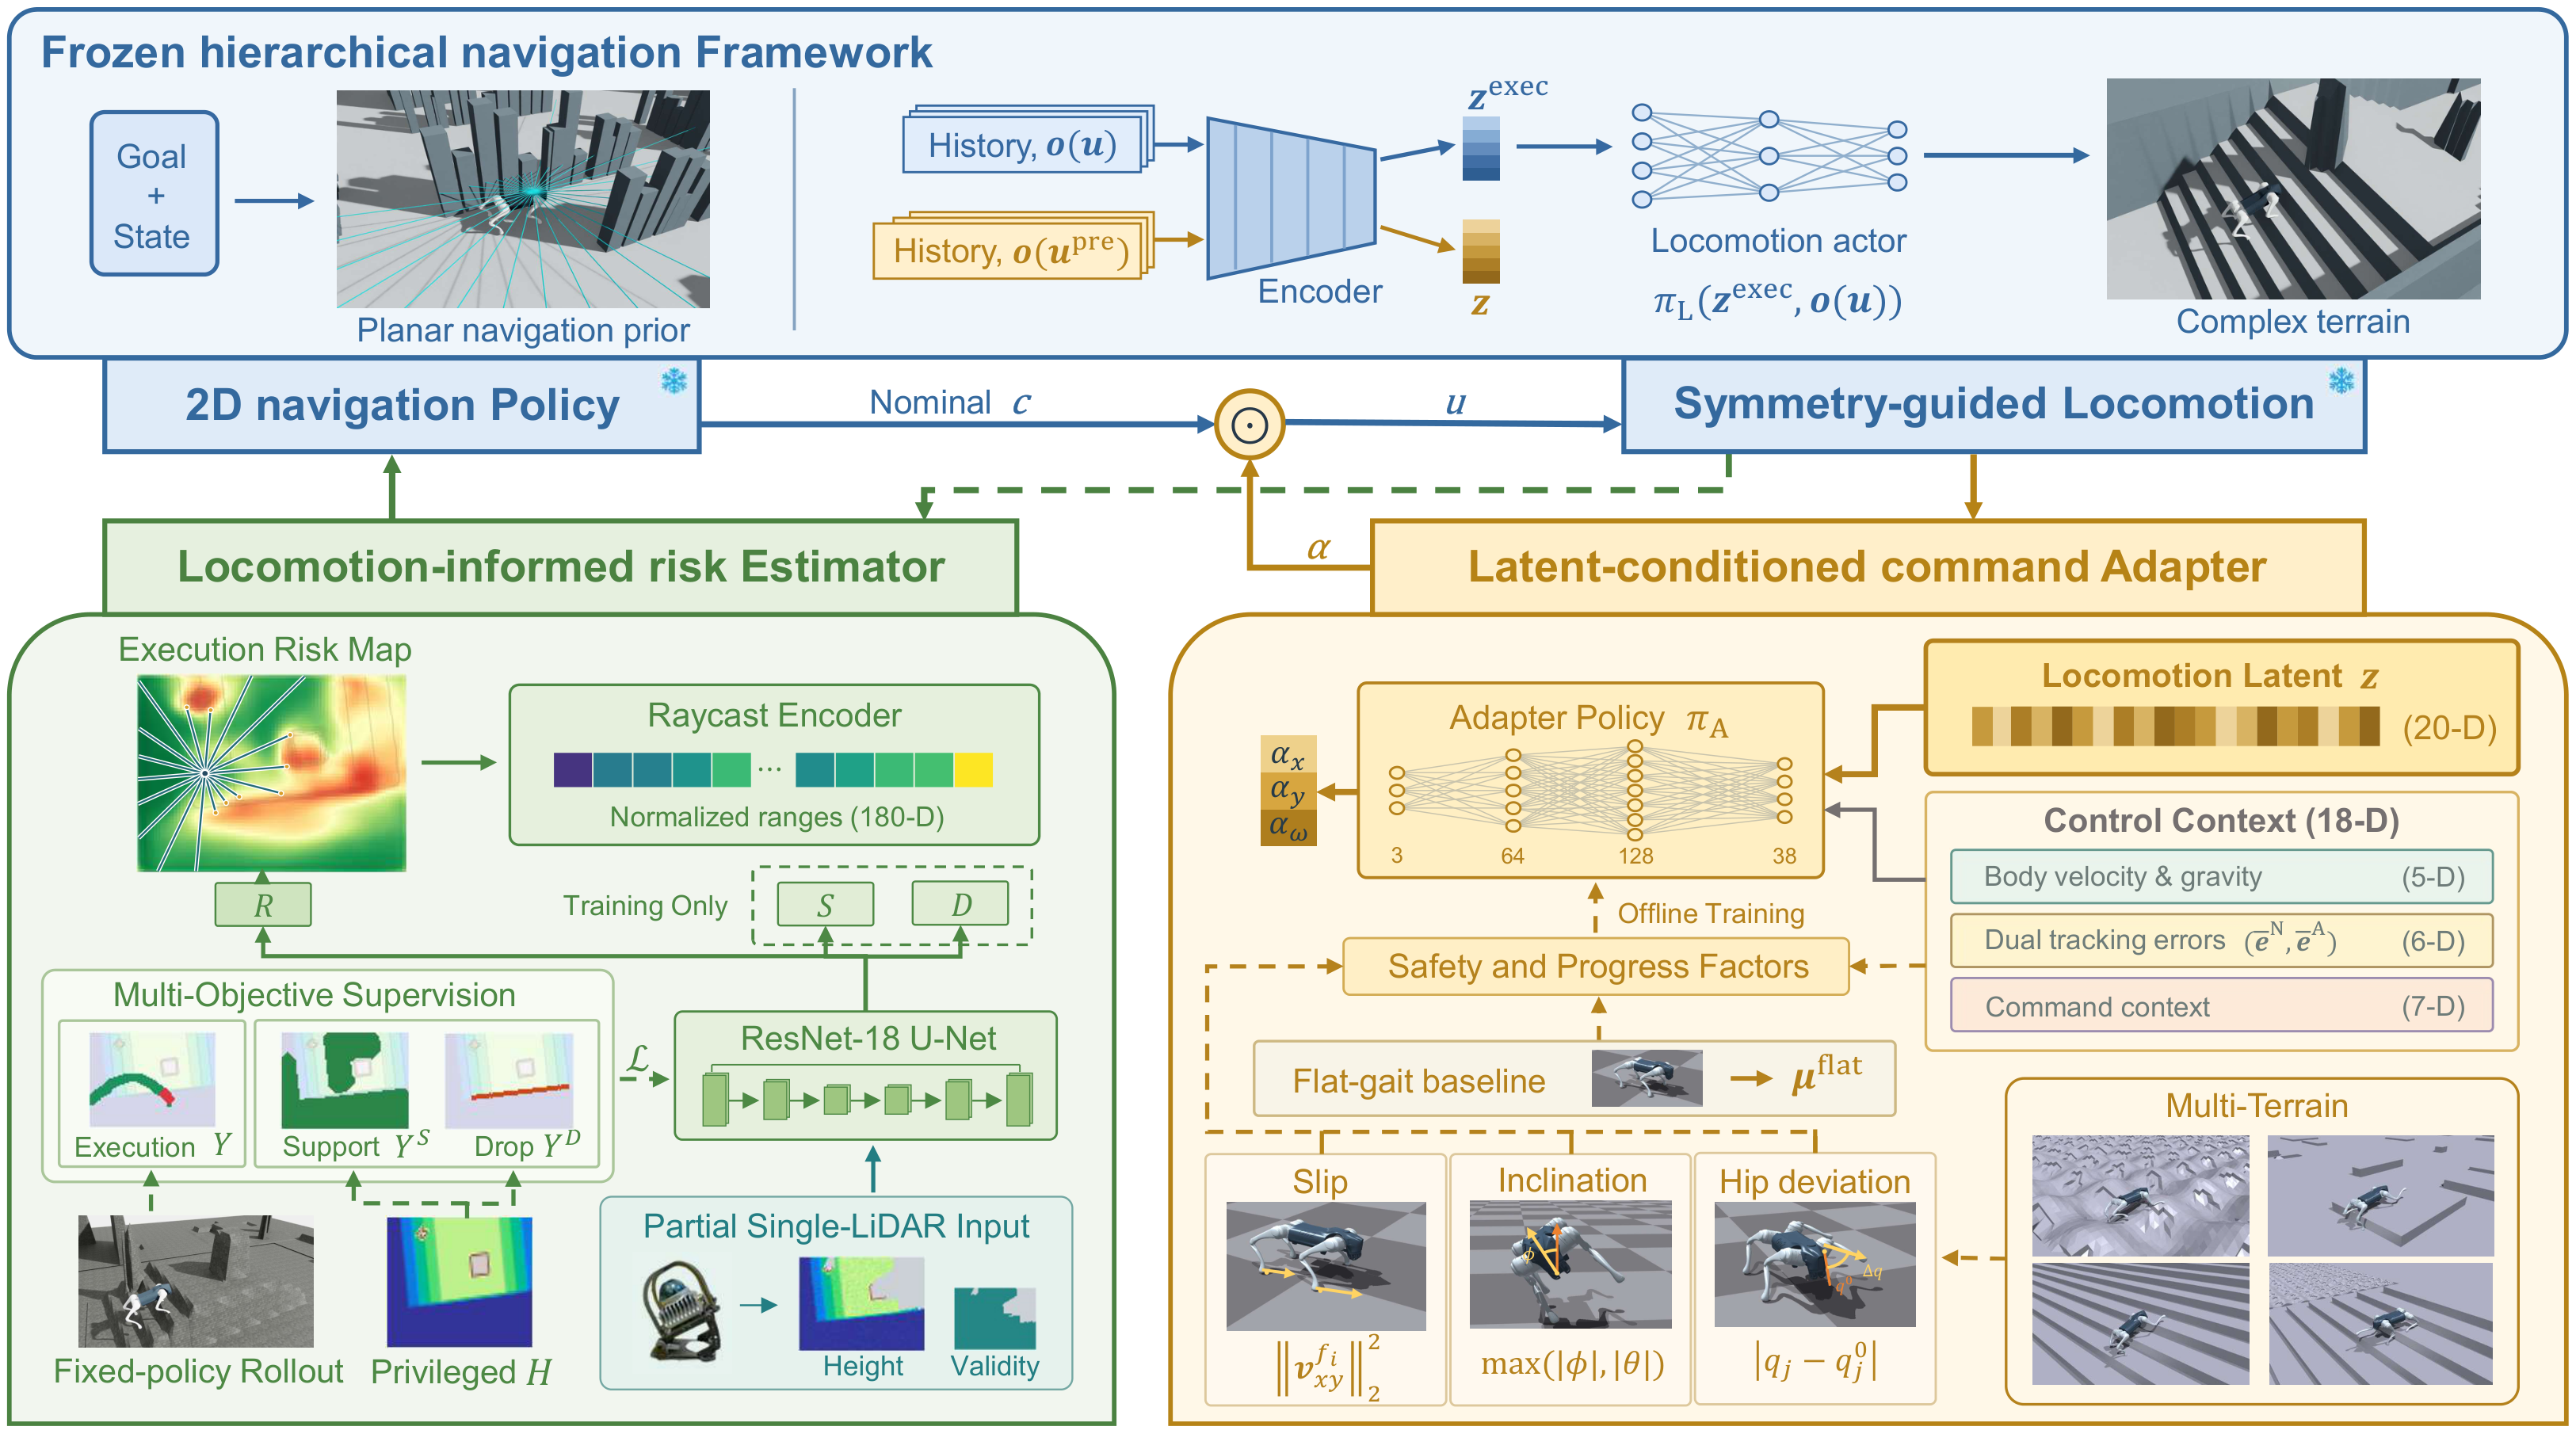 Frozen hierarchical navigation Framework
Goal
+
State
Planar navigation prior
History, o(u)
History, o(u^pre)
Encoder
z^exec
z
Locomotion actor
π_L(z^exec, o(u))
Complex terrain
2D navigation Policy
Nominal c
⊙
u
Symmetry-guided Locomotion
α
Locomotion-informed risk Estimator
Latent-conditioned command Adapter
Execution Risk Map
Raycast Encoder
...
Normalized ranges (180-D)
R
Training Only
S
D
Multi-Objective Supervision
Execution Y
Support Y^S
Drop Y^D
ℒ
ResNet-18 U-Net
Fixed-policy Rollout
Privileged H
Partial Single-LiDAR Input
Height
Validity
Adapter Policy π_A
α_x
α_y
α_ω
3
64
128
38
Locomotion Latent z
(20-D)
Control Context (18-D)
Body velocity & gravity (5-D)
Dual tracking errors (e̅^N, e̅^A) (6-D)
Command context (7-D)
Offline Training
Safety and Progress Factors
Flat-gait baseline
μ^flat
Slip
‖v_xy^{f_i}‖_2^2
Inclination
ϕ
max(|ϕ|, |θ|)
Hip deviation
q^0
Δq
|q_j − q_j^0|
Multi-Terrain